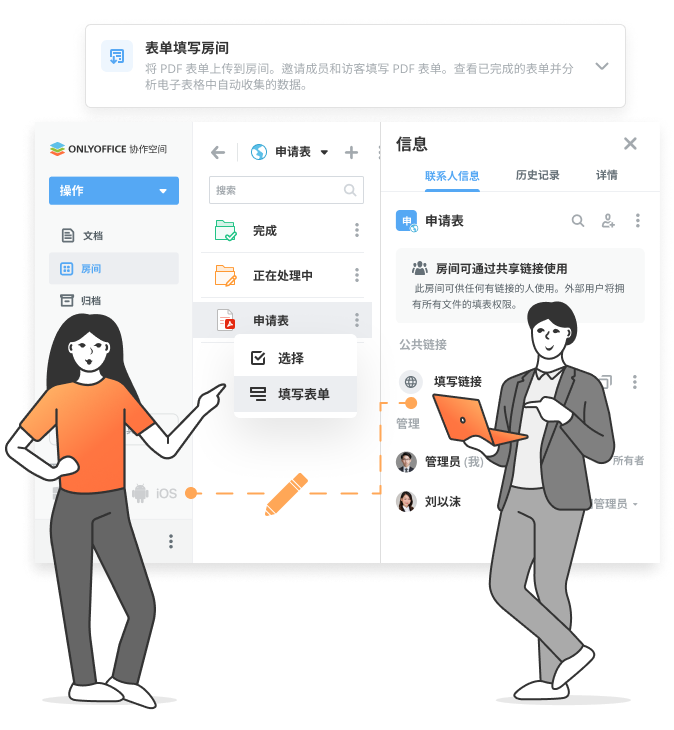 表单填写房间
将 PDF 表单上传到房间。邀请成员和访客填写 PDF 表单。查看已完成的表单并分
析电子表格中自动收集的数据。
ONLYOFFICE 协作空间
操作
文档
房间
归档
iOS
申请表
搜索
完成
正在处理中
申请表
选择
填写表单
信息
联系人信息
历史记录
详情
申
申请表
房间可通过共享链接使用
此房间可供任何有链接的人使用。外部用户将拥
有所有文件的填表权限。
公共链接
填写链接
管理
管理员 (我)
所有者
刘以沫
管理员